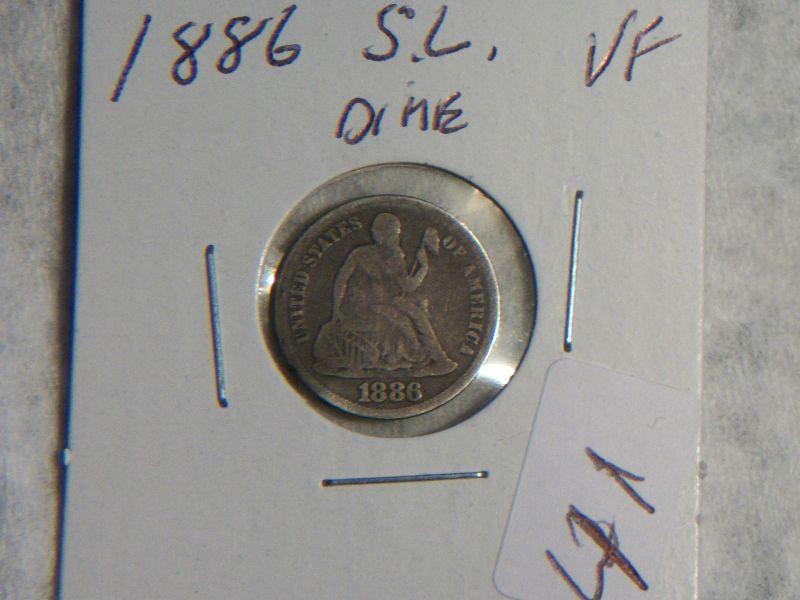 1886 S.L. VF
DIME
UNITED STATES OF AMERICA
1886
41